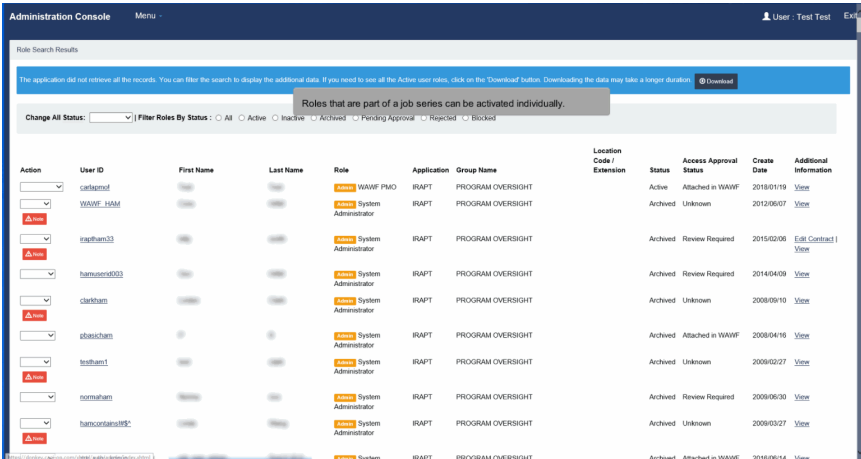 Administration Console Menu User : Test Test Exit
Role Search Results
The application did not retrieve all the records. You can filter the search to display the additional data. If you need to see all the Active user roles, click on the 'Download' button. Downloading the data may take a longer duration. Download
Roles that are part of a job series can be activated individually.
Change All Status: | Filter Roles By Status : All Active Inactive Archived Pending Approval Rejected Blocked
Action User ID First Name Last Name Role Application Group Name Location Code / Extension Status Access Approval Status Create Date Additional Information
carlapmof Admin WAWF PMO IRAPT PROGRAM OVERSIGHT Active Attached in WAWF 2018/01/19 View
WAWF_HAM Admin System Administrator IRAPT PROGRAM OVERSIGHT Archived Unknown 2012/06/07 View
Note
iraptham33 Admin System Administrator IRAPT PROGRAM OVERSIGHT Archived Review Required 2015/02/06 Edit Contract | View
Note
hamuserid003 Admin System Administrator IRAPT PROGRAM OVERSIGHT Archived Review Required 2014/04/09 View
clarkham Admin System Administrator IRAPT PROGRAM OVERSIGHT Archived Unknown 2008/09/10 View
Note
pbasicham Admin System Administrator IRAPT PROGRAM OVERSIGHT Archived Attached in WAWF 2008/04/16 View
testham1 Admin System Administrator IRAPT PROGRAM OVERSIGHT Archived Unknown 2009/02/27 View
Note
normaham Admin System Administrator IRAPT PROGRAM OVERSIGHT Archived Review Required 2009/06/30 View
hamcontains!#$^ Admin System Administrator IRAPT PROGRAM OVERSIGHT Archived Unknown 2009/03/27 View
Note
Admin System IRAPT PROGRAM OVERSIGHT Archived Attached in WAWF 2016/06/14 View